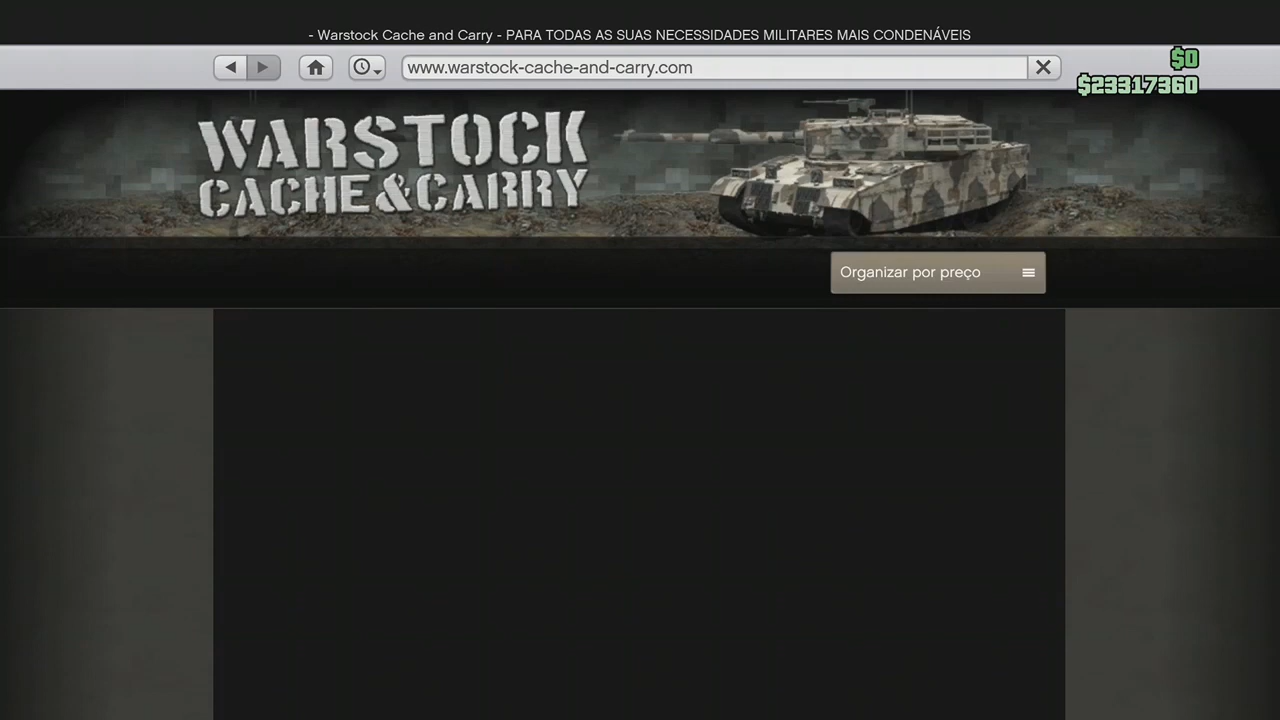 - Warstock Cache and Carry - PARA TODAS AS SUAS NECESSIDADES MILITARES MAIS CONDENÁVEIS
www.warstock-cache-and-carry.com
$0
$23317360
WARSTOCK
CACHE & CARRY
Organizar por preço